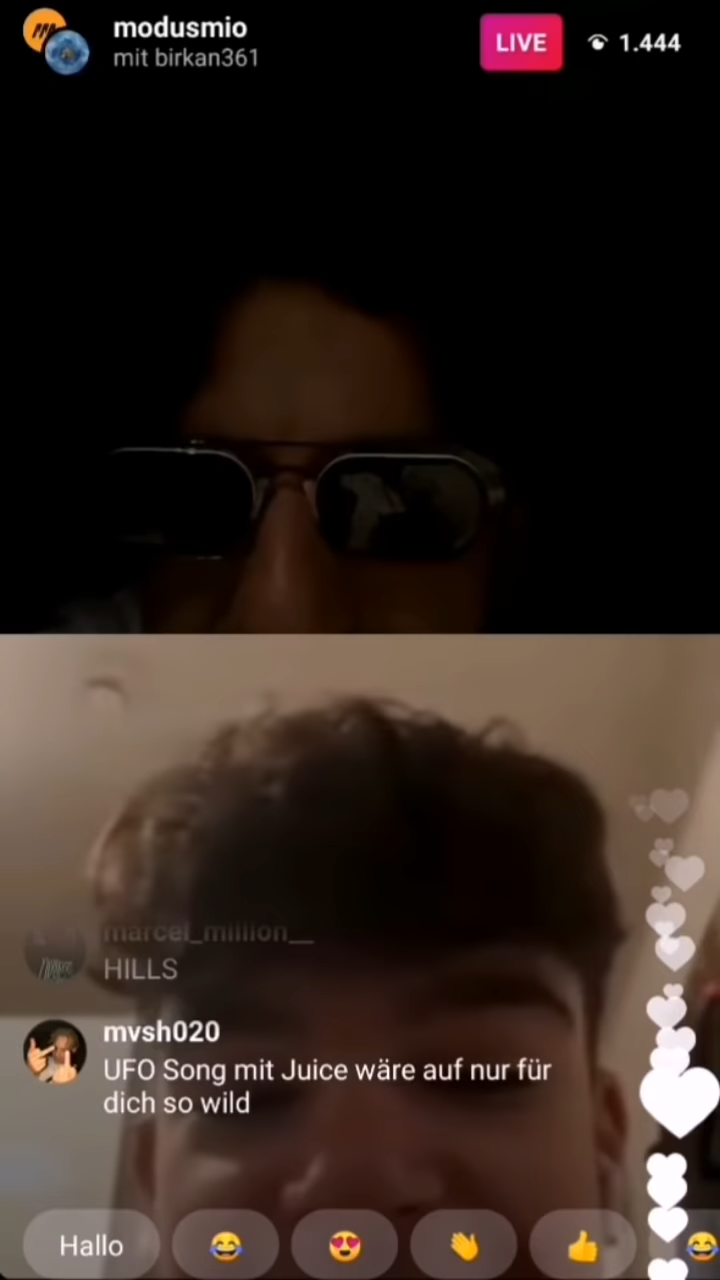 modusmio
mit birkan361
LIVE
1.444
marcel_million__
HILLS
mvsh020
UFO Song mit Juice wäre auf nur für
dich so wild
Hallo